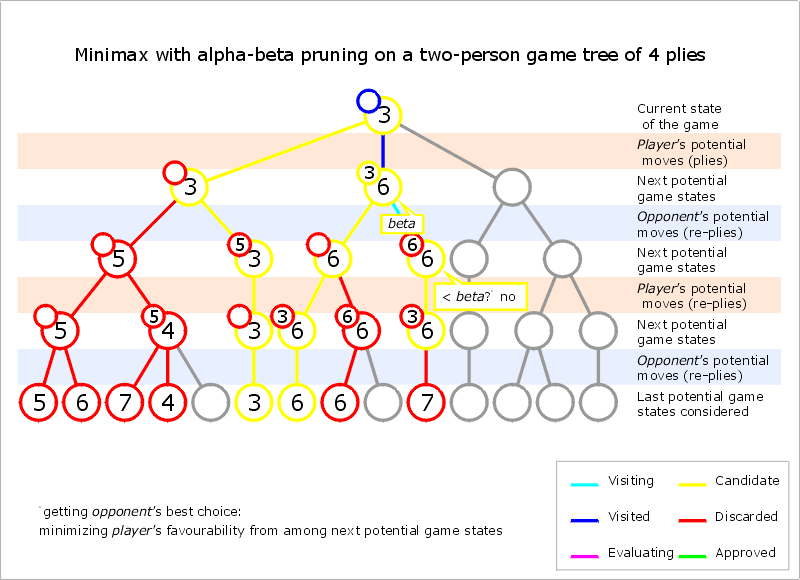 Minimax with alpha-beta pruning on a two-person game tree of 4 plies
3
Current state
of the game
Player's potential
moves (plies)
3
3
6
Next potential
game states
beta
Opponent's potential
moves (re-plies)
5
5
3
6
6
6
Next potential
game states
< beta?* no
Player's potential
moves (re-plies)
5
5
4
3
3
6
6
6
3
6
Next potential
game states
Opponent's potential
moves (re-plies)
5
6
7
4
3
6
6
7
Last potential game
states considered
*getting opponent's best choice:
minimizing player's favourability from among next potential game states
Visiting
Candidate
Visited
Discarded
Evaluating
Approved